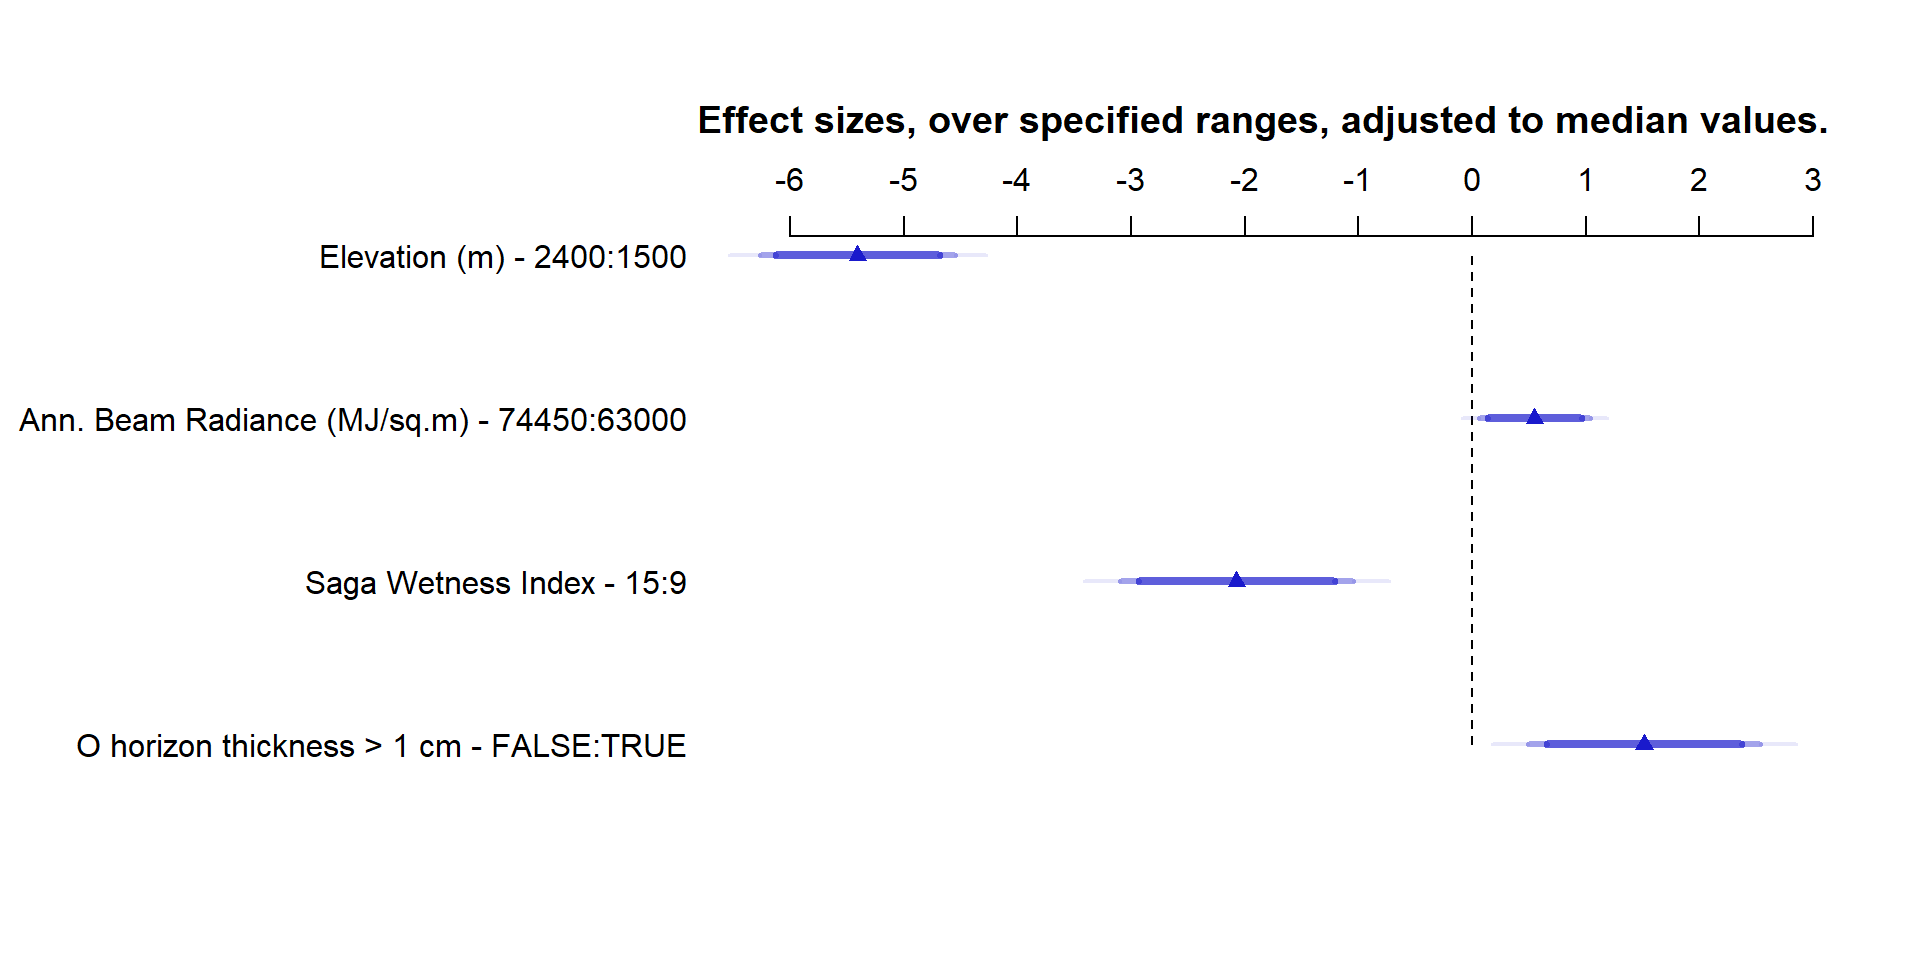 Effect sizes, over specified ranges, adjusted to median values.
-6 -5 -4 -3 -2 -1 0 1 2 3
Elevation (m) - 2400:1500
Ann. Beam Radiance (MJ/sq.m) - 74450:63000
Saga Wetness Index - 15:9
O horizon thickness > 1 cm - FALSE:TRUE